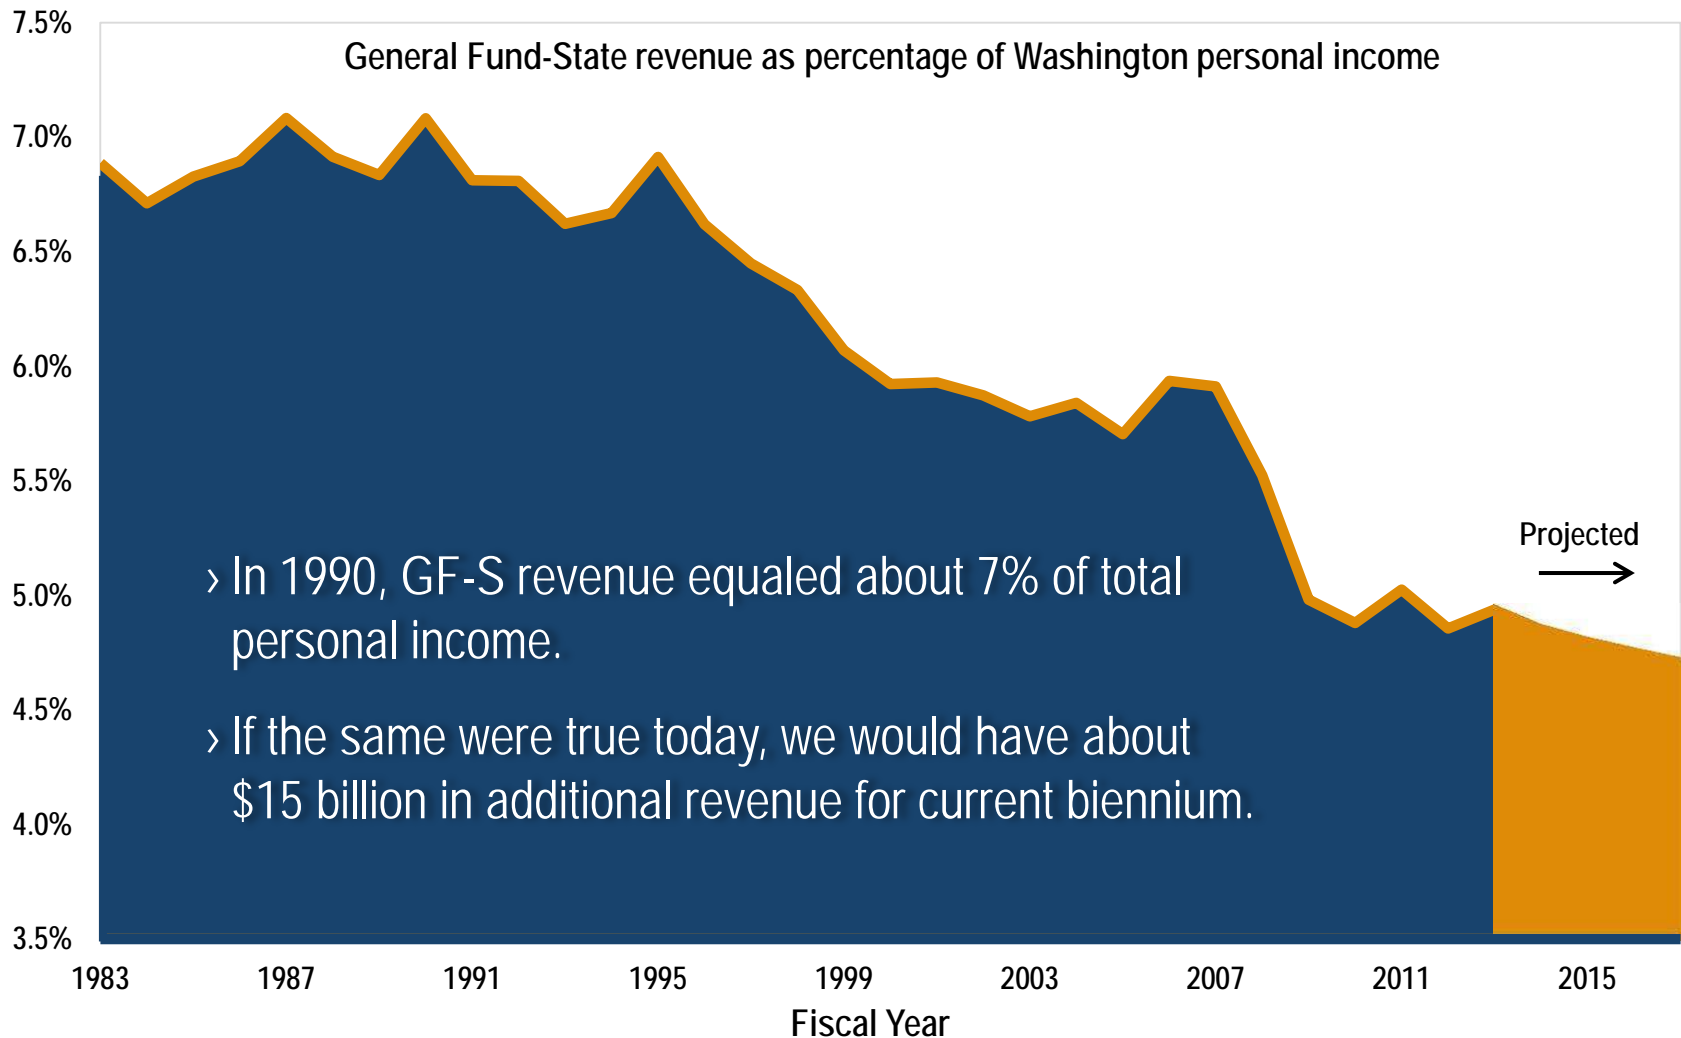 7.5%
General Fund-State revenue as percentage of Washington personal income
7.0%
6.5%
6.0%
5.5%
Projected
› In 1990, GF-S revenue equaled about 7% of total
5.0%
personal income.
4.5%
› If the same were true today, we would have about
$15 billion in additional revenue for current biennium.
4.0%
3.5%
1983 1987 1991 1995 1999 2003 2007 2011 2015
Fiscal Year